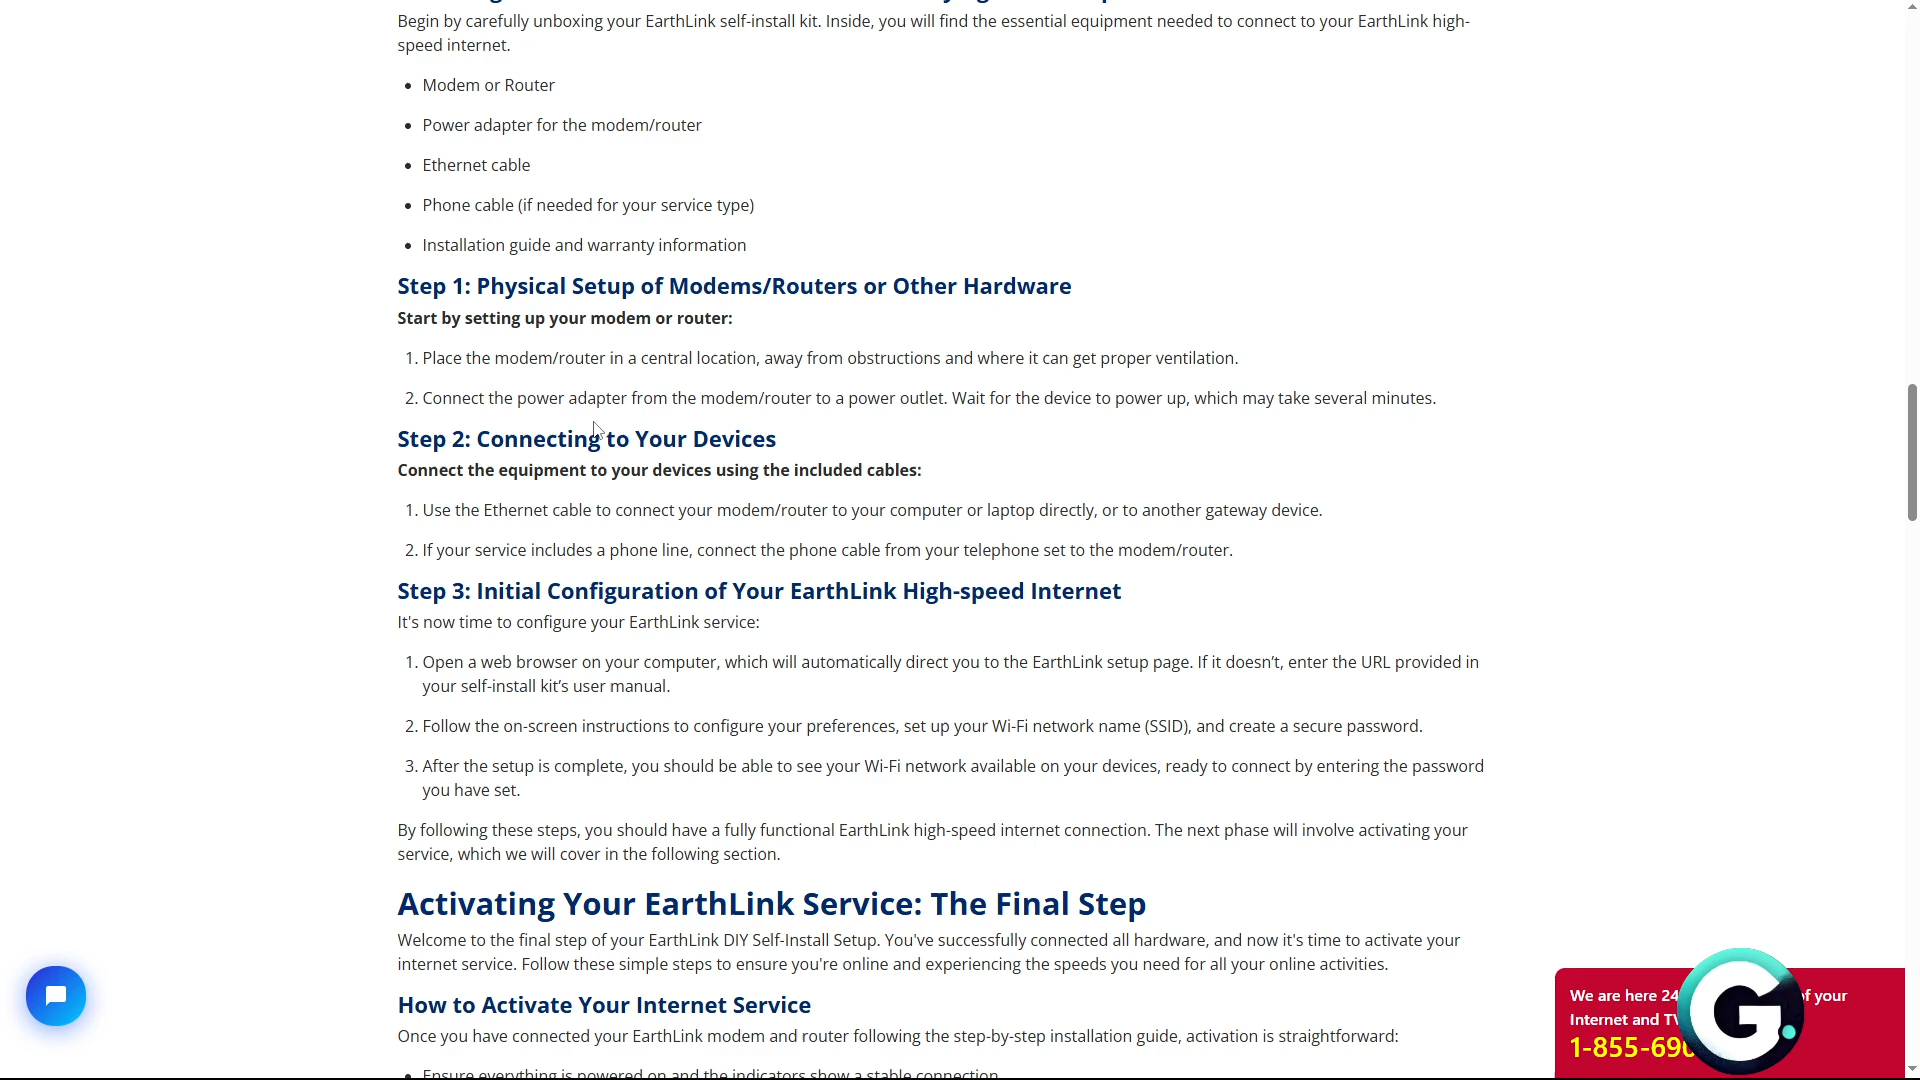 Begin by carefully unboxing your EarthLink self-install kit. Inside, you will find the essential equipment needed to connect to your EarthLink high-
speed internet.
• Modem or Router
• Power adapter for the modem/router
• Ethernet cable
• Phone cable (if needed for your service type)
• Installation guide and warranty information
Step 1: Physical Setup of Modems/Routers or Other Hardware
Start by setting up your modem or router:
1. Place the modem/router in a central location, away from obstructions and where it can get proper ventilation.
2. Connect the power adapter from the modem/router to a power outlet. Wait for the device to power up, which may take several minutes.
Step 2: Connecting to Your Devices
Connect the equipment to your devices using the included cables:
1. Use the Ethernet cable to connect your modem/router to your computer or laptop directly, or to another gateway device.
2. If your service includes a phone line, connect the phone cable from your telephone set to the modem/router.
Step 3: Initial Configuration of Your EarthLink High-speed Internet
It's now time to configure your EarthLink service:
1. Open a web browser on your computer, which will automatically direct you to the EarthLink setup page. If it doesn’t, enter the URL provided in
your self-install kit’s user manual.
2. Follow the on-screen instructions to configure your preferences, set up your Wi-Fi network name (SSID), and create a secure password.
3. After the setup is complete, you should be able to see your Wi-Fi network available on your devices, ready to connect by entering the password
you have set.
By following these steps, you should have a fully functional EarthLink high-speed internet connection. The next phase will involve activating your
service, which we will cover in the following section.
Activating Your EarthLink Service: The Final Step
Welcome to the final step of your EarthLink DIY Self-Install Setup. You've successfully connected all hardware, and now it's time to activate your
internet service. Follow these simple steps to ensure you're online and experiencing the speeds you need for all your online activities.
How to Activate Your Internet Service
Once you have connected your EarthLink modem and router following the step-by-step installation guide, activation is straightforward:
• Ensure everything is powered on and the indicators show a stable connection.
We are here 24 of your
Internet and TV
1-855-690
G